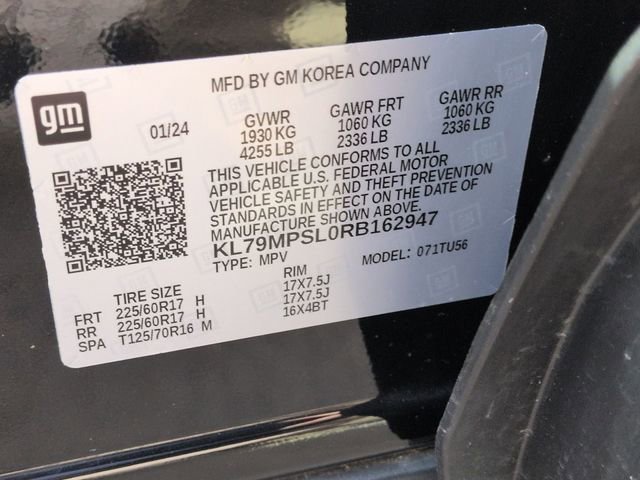 MFD BY GM KOREA COMPANY
gm
01/24
GVWR GAWR FRT GAWR RR
1930 KG 1060 KG 1060 KG
4255 LB 2336 LB 2336 LB
THIS VEHICLE CONFORMS TO ALL
APPLICABLE U.S. FEDERAL MOTOR
VEHICLE SAFETY AND THEFT PREVENTION
STANDARDS IN EFFECT ON THE DATE OF
MANUFACTURE SHOWN ABOVE.
KL79MPSL0RB162947
TYPE: MPV MODEL: 071TU56
TIRE SIZE RIM
FRT 225/60R17 H 17X7.5J
RR 225/60R17 H 17X7.5J
SPA T125/70R16 M 16X4BT